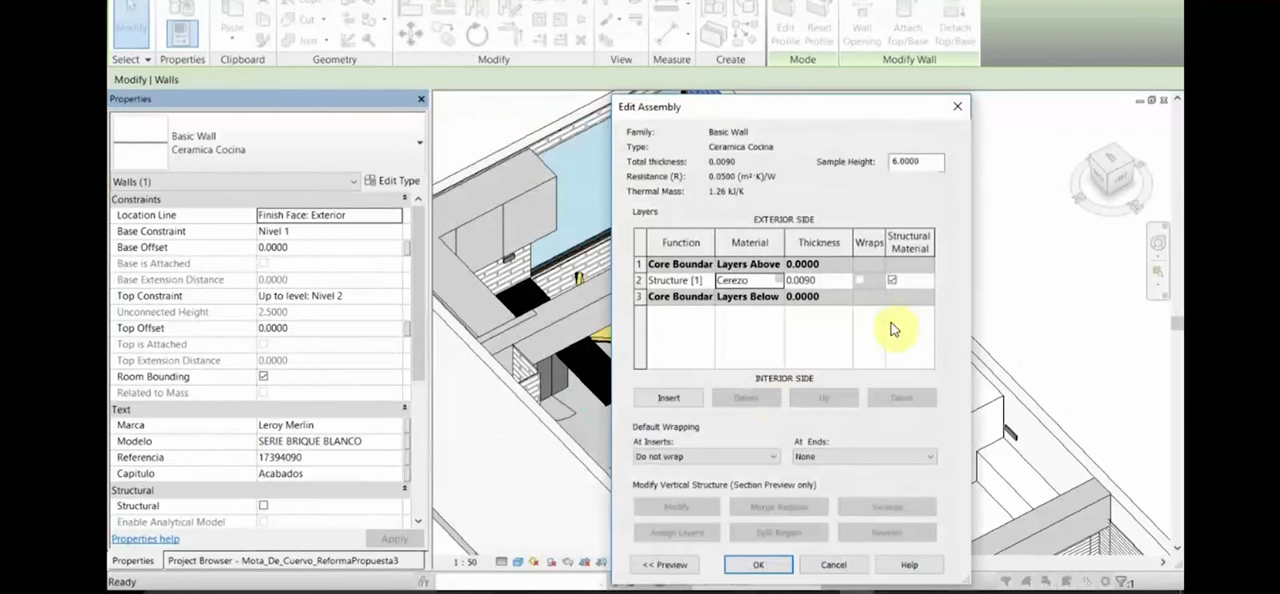 Modify
Select
Properties
Paste
Clipboard
Cut
Join
Geometry
Modify
View
Measure
Create
Edit Profile
Reset Profile
Mode
Wall Opening
Attach Top/Base
Detach Top/Base
Modify Wall
Modify | Walls
Properties
Basic Wall
Ceramica Cocina
Walls (1)
Edit Type
Constraints
Location Line Finish Face: Exterior
Base Constraint Nivel 1
Base Offset 0.0000
Base is Attached
Base Extension Distance 0.0000
Top Constraint Up to level: Nivel 2
Unconnected Height 2.5000
Top Offset 0.0000
Top is Attached
Top Extension Distance 0.0000
Room Bounding
Related to Mass
Text
Marca Leroy Merlin
Modelo SERIE BRIQUE BLANCO
Referencia 17394090
Capitulo Acabados
Structural
Structural
Enable Analytical Model
Properties help
Apply
Properties
Project Browser - Mota_De_Cuervo_ReformaPropuesta3
Ready
1 : 50
Edit Assembly
Family: Basic Wall
Type: Ceramica Cocina
Total thickness: 0.0090 Sample Height: 6.0000
Resistance (R): 0.0500 (m²·K)/W
Thermal Mass: 1.26 kJ/K
Layers
EXTERIOR SIDE
Function Material Thickness Wraps Structural Material
1 Core Boundar Layers Above 0.0000
2 Structure [1] Cerezo 0.0090
3 Core Boundar Layers Below 0.0000
INTERIOR SIDE
Insert Delete Up Down
Default Wrapping
At Inserts: At Ends:
Do not wrap None
Modify Vertical Structure (Section Preview only)
Modify Merge Regions Sweeps
Assign Layers Split Region Reveals
<< Preview OK Cancel Help
:1